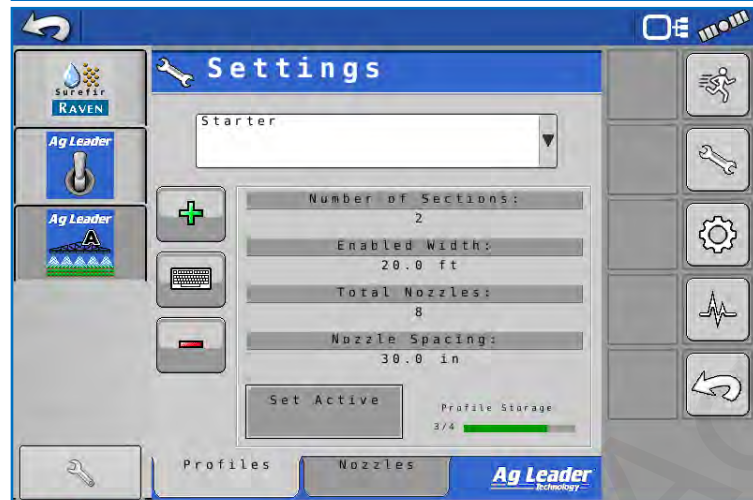 Settings
Surefir
RAVEN
Starter
Ag Leader
Number of Sections:
2
Ag Leader
A
Enabled Width:
20.0 ft
Total Nozzles:
8
Nozzle Spacing:
30.0 in
Set Active
Profile Storage
3/4
Profiles
Nozzles
Ag Leader
Technology